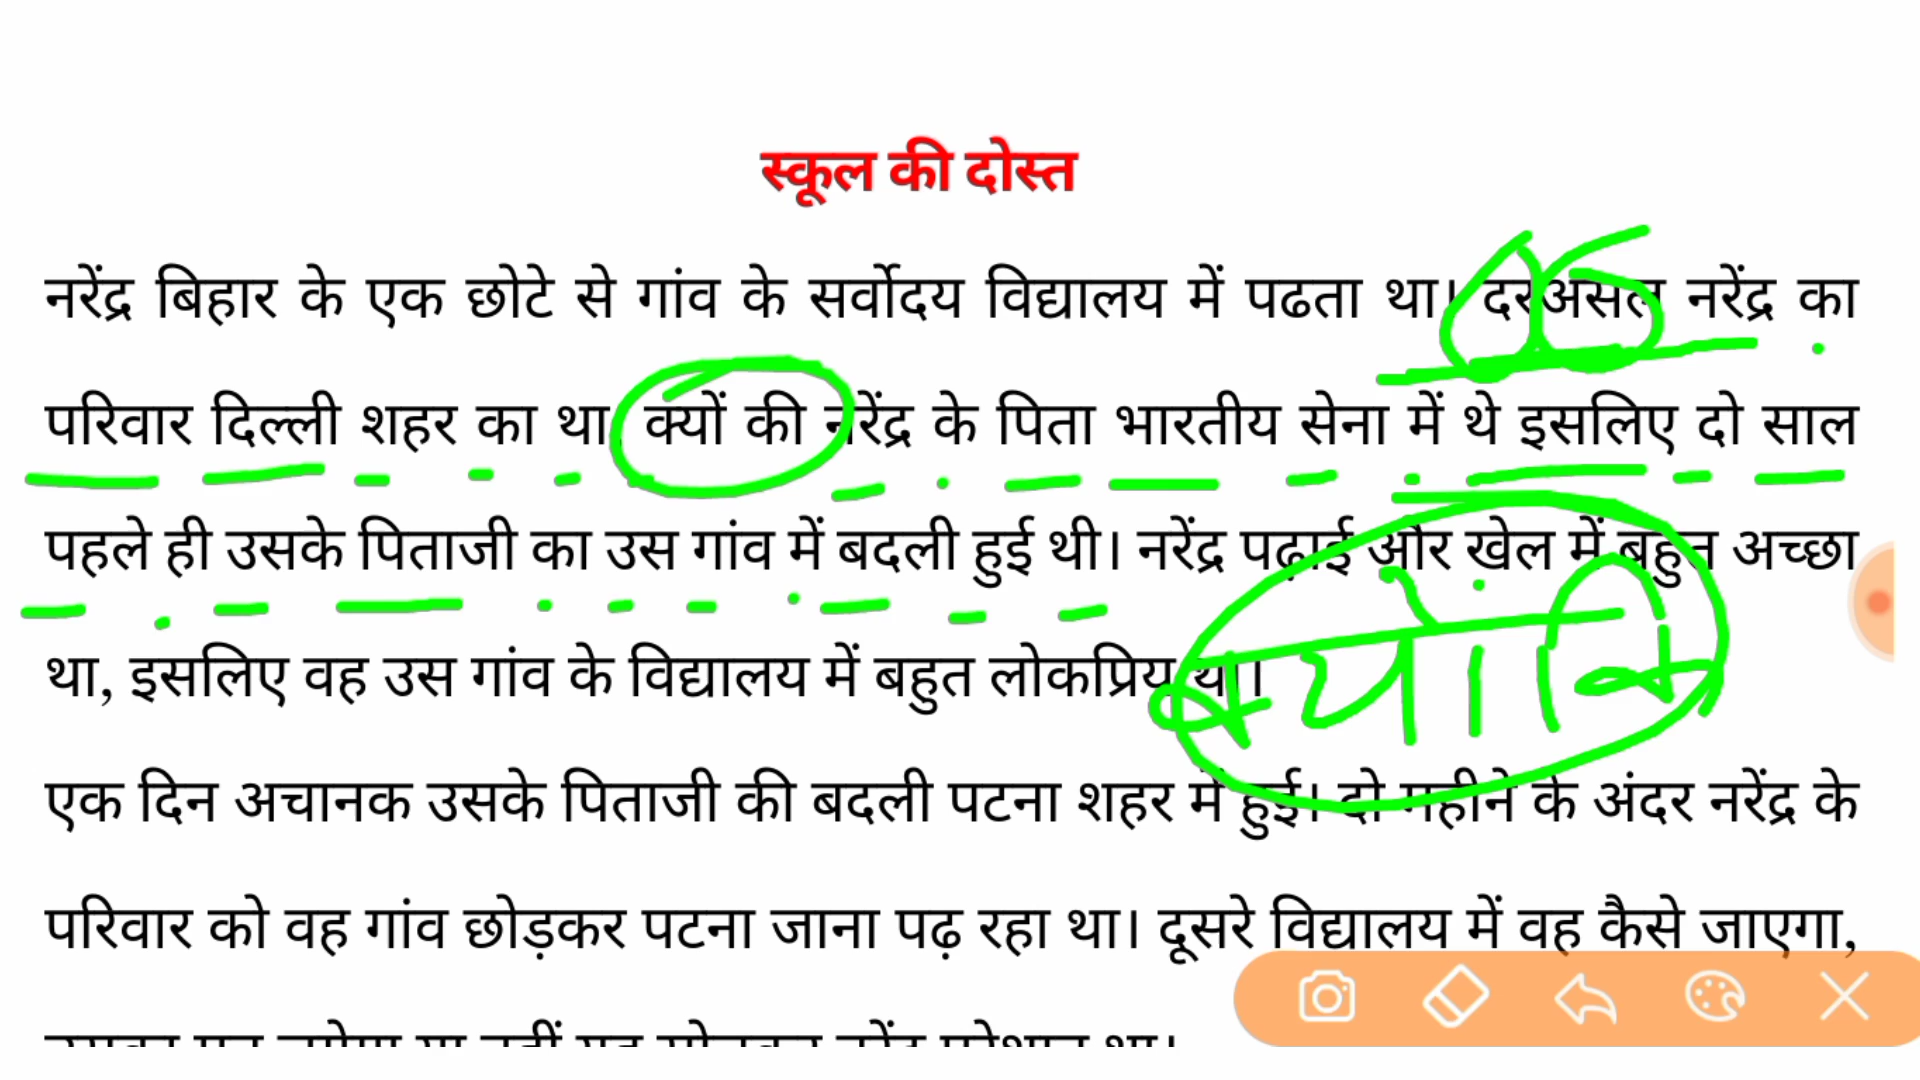 स्कूल की दोस्त
नरेंद्र बिहार के एक छोटे से गांव के सर्वोदय विद्यालय में पढता था। दरअसल नरेंद्र का
परिवार दिल्ली शहर का था, क्यों की नरेंद्र के पिता भारतीय सेना में थे इसलिए दो साल
पहले ही उसके पिताजी का उस गांव में बदली हुई थी। नरेंद्र पढ़ाई और खेल में बहुत अच्छा
था, इसलिए वह उस गांव के विद्यालय में बहुत लोकप्रिय था।
क्योंकि
एक दिन अचानक उसके पिताजी की बदली पटना शहर में हुई। दो महीने के अंदर नरेंद्र के
परिवार को वह गांव छोड़कर पटना जाना पढ़ रहा था। दूसरे विद्यालय में वह कैसे जाएगा,